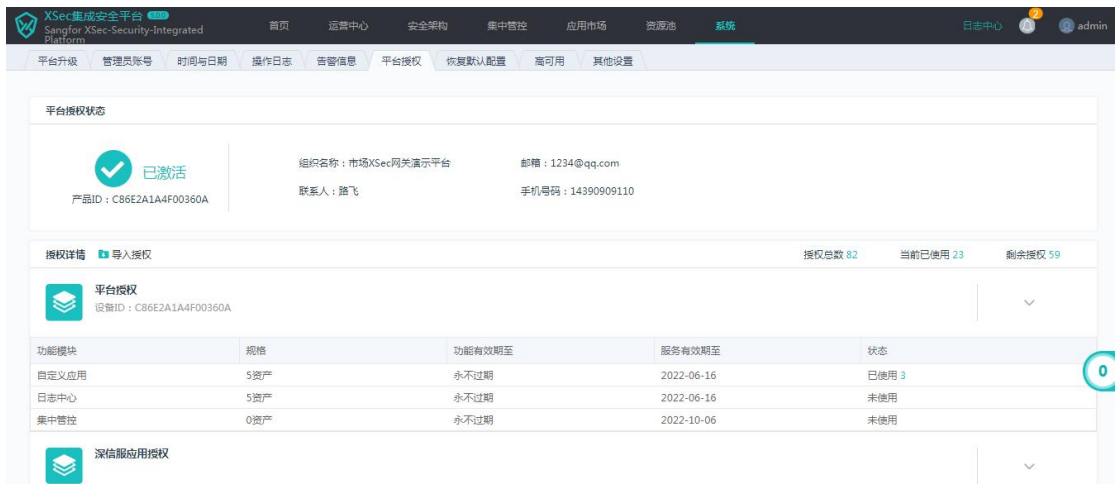 XSec集成安全平台
Sangfor XSec-Security-Integrated
Platform
首页 运营中心 安全架构 集中管控 应用市场 资源池 系统 日志中心 2 admin
平台升级 管理员账号 时间与日期 操作日志 告警信息 平台授权 恢复默认配置 高可用 其他设置
平台授权状态
已激活
产品ID：C86E2A1A4F00360A
组织名称：市场XSec网关演示平台 邮箱：1234@qq.com
联系人：路飞 手机号码：14390909110
授权详情 导入授权 授权总数 82 当前已使用 23 剩余授权 59
平台授权
设备ID：C86E2A1A4F00360A
功能模块 规格 功能有效期至 服务有效期至 状态
自定义应用 5资产 永不过期 2022-06-16 已使用 3
日志中心 5资产 永不过期 2022-06-16 未使用
集中管控 0资产 永不过期 2022-10-06 未使用
0
深信服应用授权